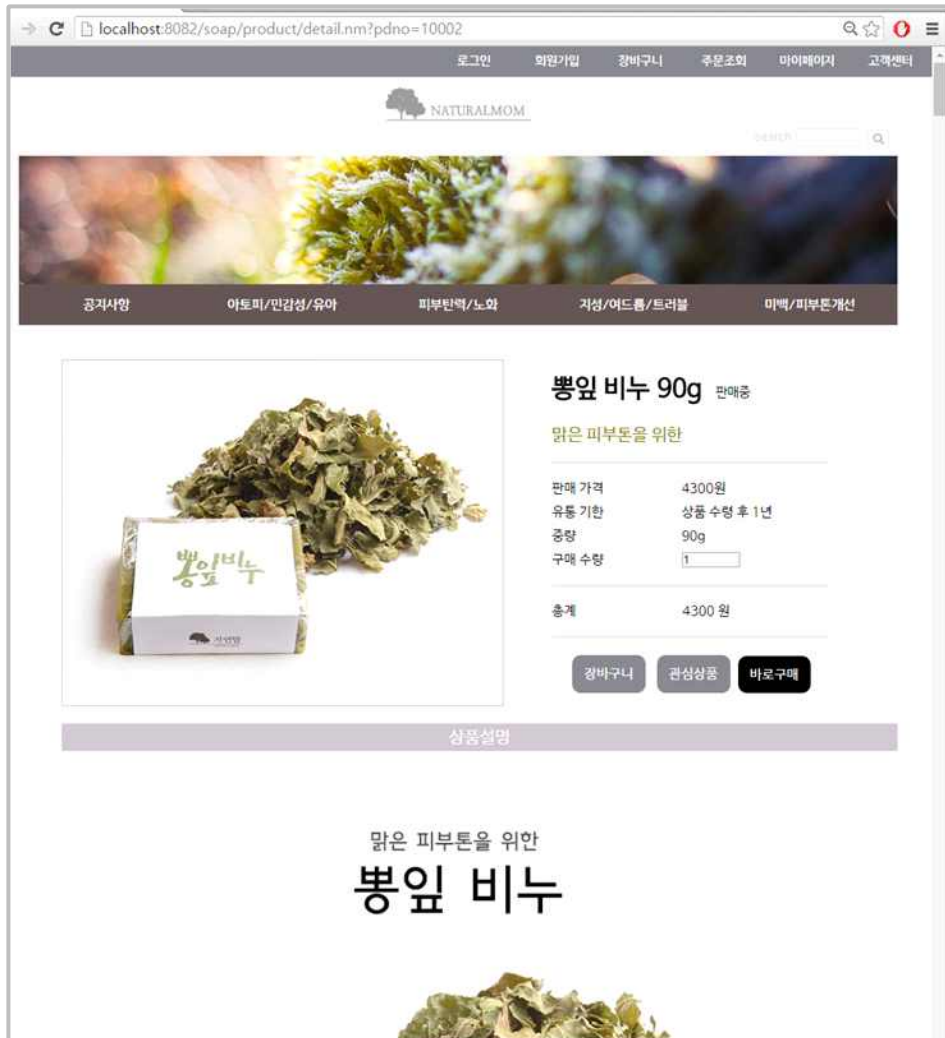 localhost:8082/soap/product/detail.nm?pdno=10002
로그인 회원가입 장바구니 주문조회 마이페이지 고객센터
NATURALMOM
search
공지사항 아토피/민감성/유아 피부탄력/노화 지성/여드름/트러블 미백/피부톤개선
뽕잎 비누 90g 판매중
맑은 피부톤을 위한
판매 가격 4300원
유통 기한 상품 수령 후 1년
중량 90g
구매 수량 1
총계 4300 원
뽕잎비누
자연맘
장바구니 관심상품 바로구매
상품설명
맑은 피부톤을 위한
뽕잎 비누